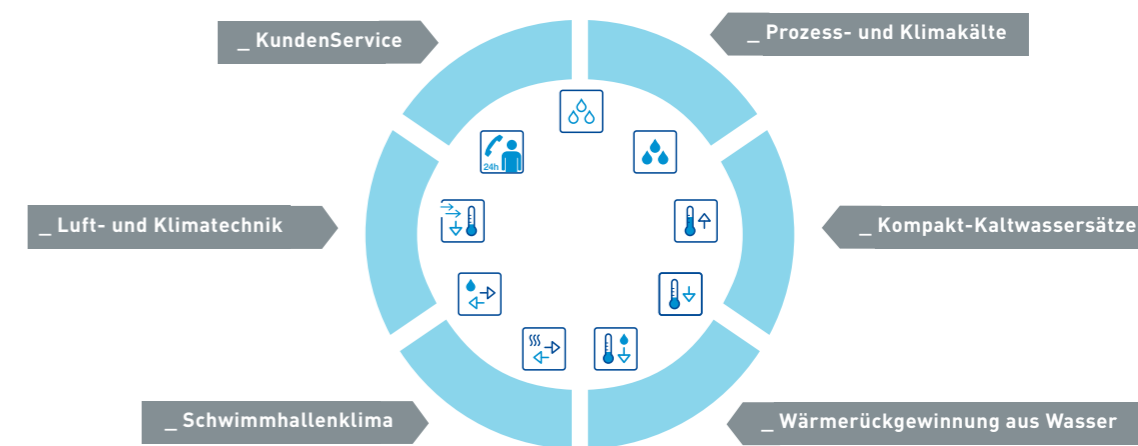 _ KundenService
_ Prozess- und Klimakälte
24h
_ Luft- und Klimatechnik
_ Kompakt-Kaltwassersätze
_ Schwimmhallenklima
_ Wärmerückgewinnung aus Wasser